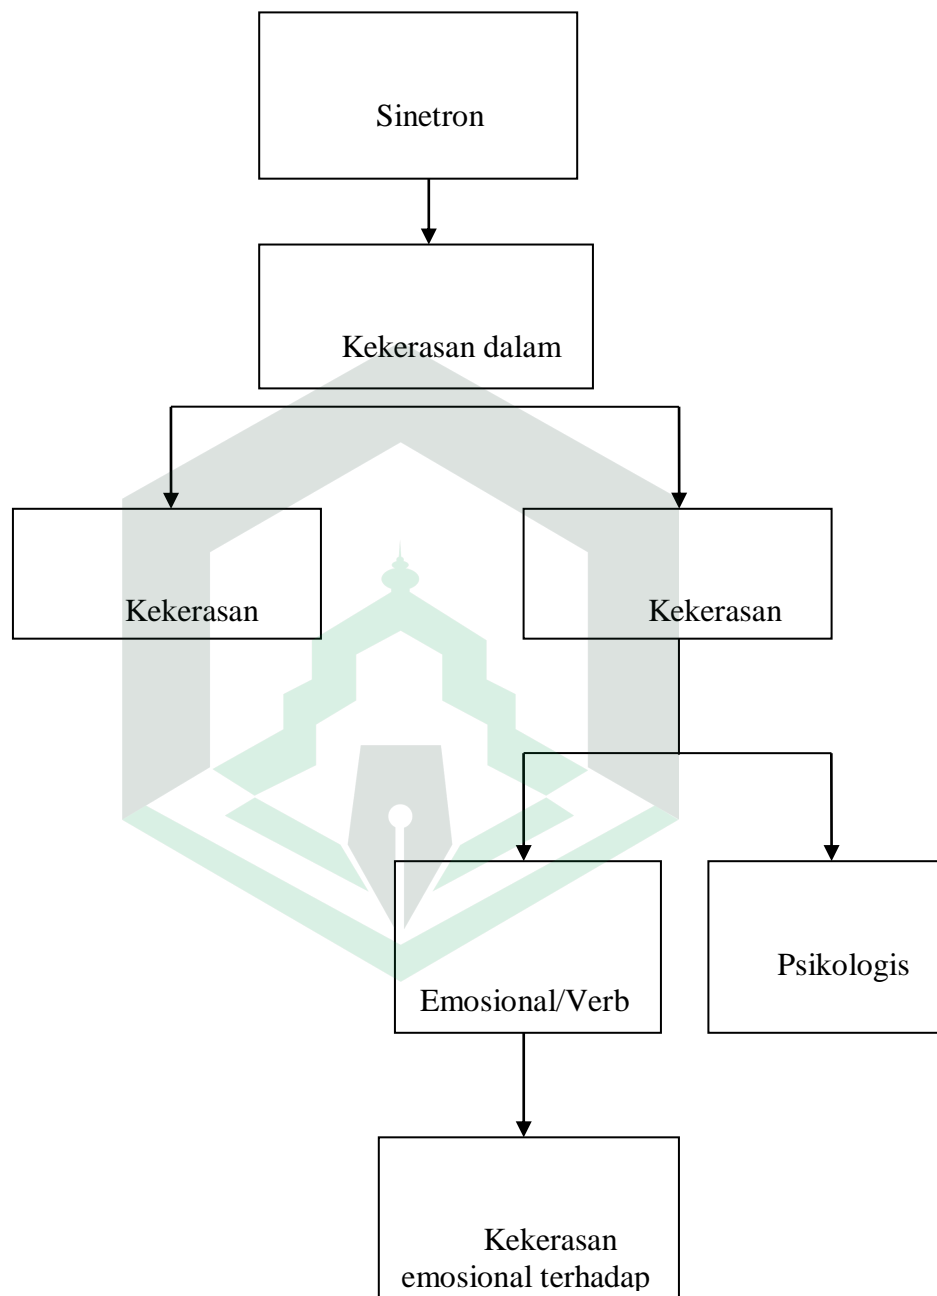 Sinetron
Kekerasan dalam
Kekerasan
Kekerasan
Emosional/Verb
Psikologis
Kekerasan
emosional terhadap